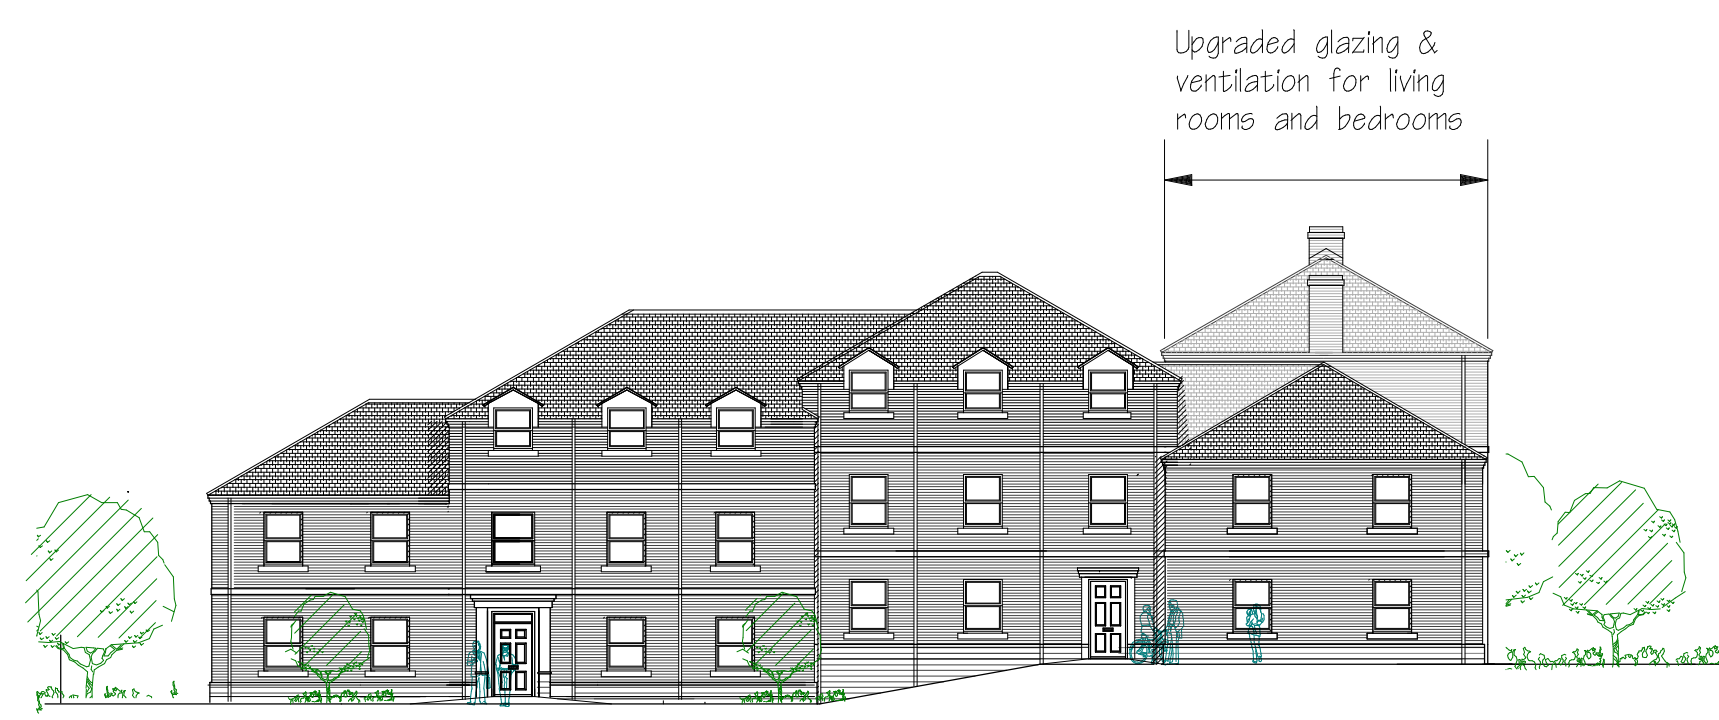 Upgraded glazing &
ventilation for living
rooms and bedrooms